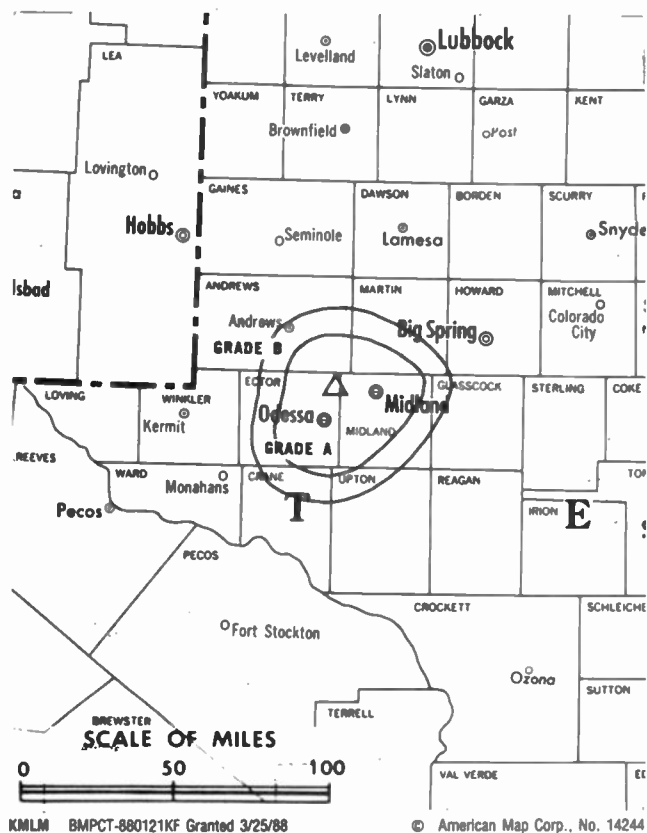 LEA
Levelland
Lubbock
Slaton
YOAKUM
TERRY
LYNN
GARZA
KENT
Brownfield
Post
Lovington
GAINES
DAWSON
BORDEN
SCURRY
Hobbs
Seminole
Lamesa
Snyde
lsbad
ANDREWS
MARTIN
HOWARD
MITCHELL
Colorado
City
Andrews
Big Spring
GRADE B
ECTOR
GLASSCOCK
STERLING
COKE
LOVING
WINKLER
Kermit
Odessa
Midland
MIDLAND
GRADE A
REEVES
WARD
Monahans
CRANE
UPTON
REAGAN
TOM
Pecos
T
IRION
E
PECOS
CROCKETT
SCHLEICHE
Fort Stockton
Ozona
SUTTON
BREWSTER
TERRELL
SCALE OF MILES
0 50 100
VAL VERDE
ED
KMLM BMPCT-880121KF Granted 3/25/88
© American Map Corp., No. 14244